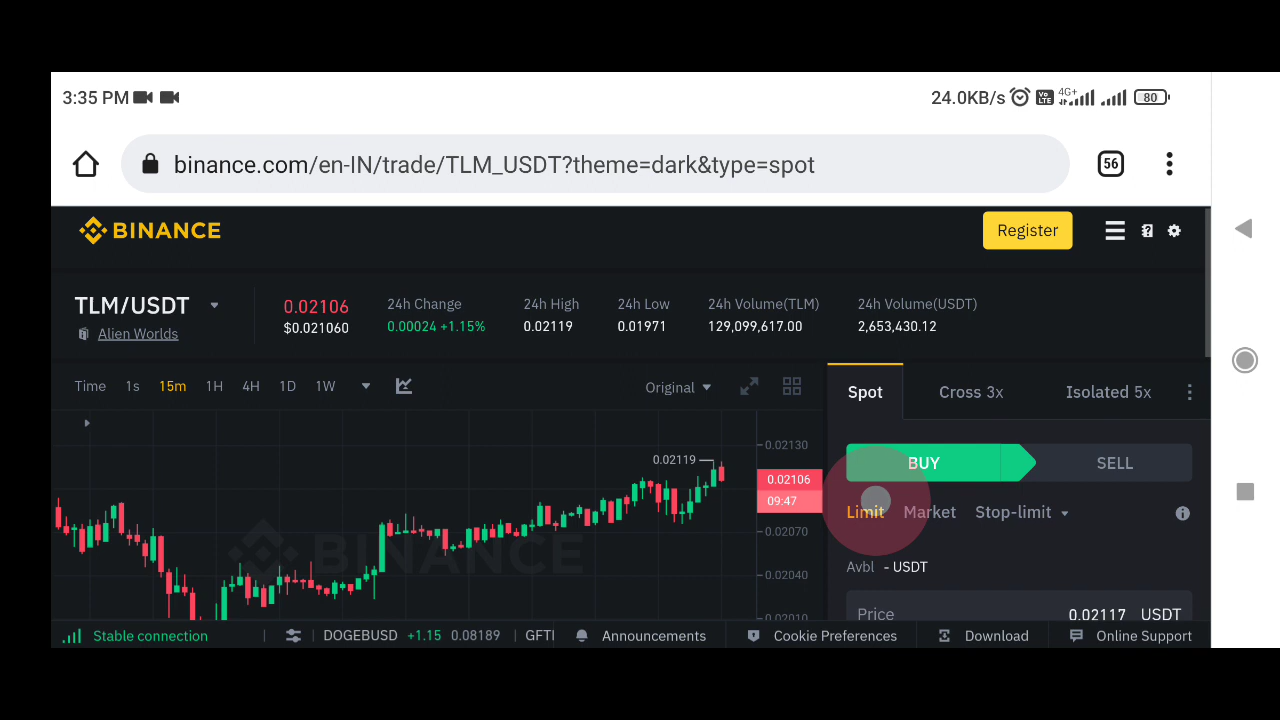 3:35 PM 24.0KB/s Vo LTE 4G+ 80
binance.com/en-IN/trade/TLM_USDT?theme=dark&type=spot 56
BINANCE Register
TLM/USDT 0.02106 24h Change 24h High 24h Low 24h Volume(TLM) 24h Volume(USDT)
Alien Worlds $0.021060 0.00024 +1.15% 0.02119 0.01971 129,099,617.00 2,653,430.12
Time 1s 15m 1H 4H 1D 1W Original Spot Cross 3x Isolated 5x
0.02130
0.02119
BUY SELL
0.02106
09:47
Limit Market Stop-limit
0.02070
BINANCE
Avbl - USDT
0.02040
Price 0.02117 USDT
0.02010
Stable connection DOGEBUSD +1.15 0.08189 GFTI Announcements Cookie Preferences Download Online Support